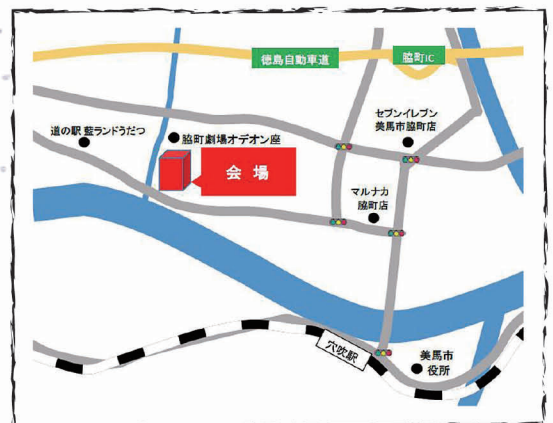 徳島自動車道
脇町IC
セブンイレブン
美馬市脇町店
道の駅 藍ランドうだつ
脇町劇場オデオン座
会場
マルナカ
脇町店
穴吹駅
美馬市
役所